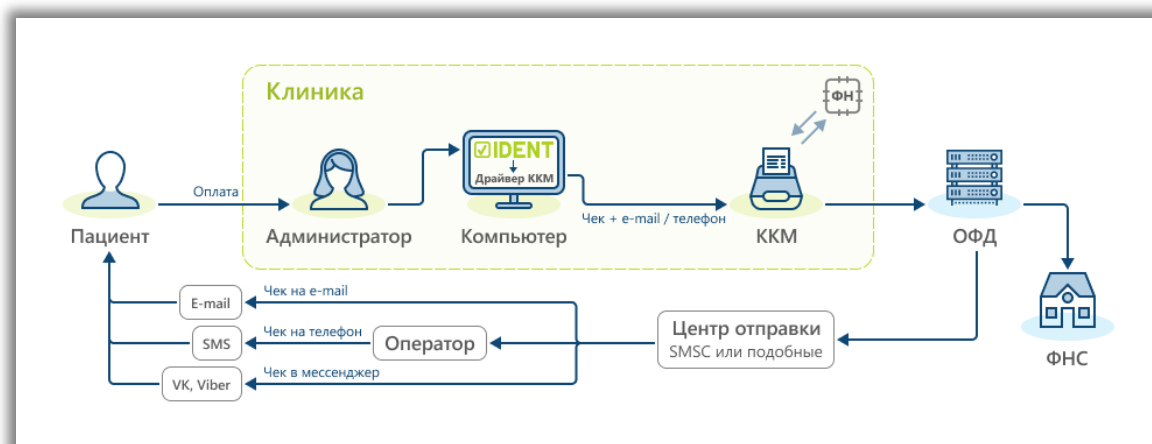 Клиника
ФН
IDENT
Драйвер ККМ
Оплата
Чек + e-mail / телефон
Пациент
Администратор
Компьютер
ККМ
ОФД
Чек на e-mail
E-mail
Чек на телефон
SMS
Оператор
Центр отправки
SMSC или подобные
ФНС
Чек в мессенджер
VK, Viber